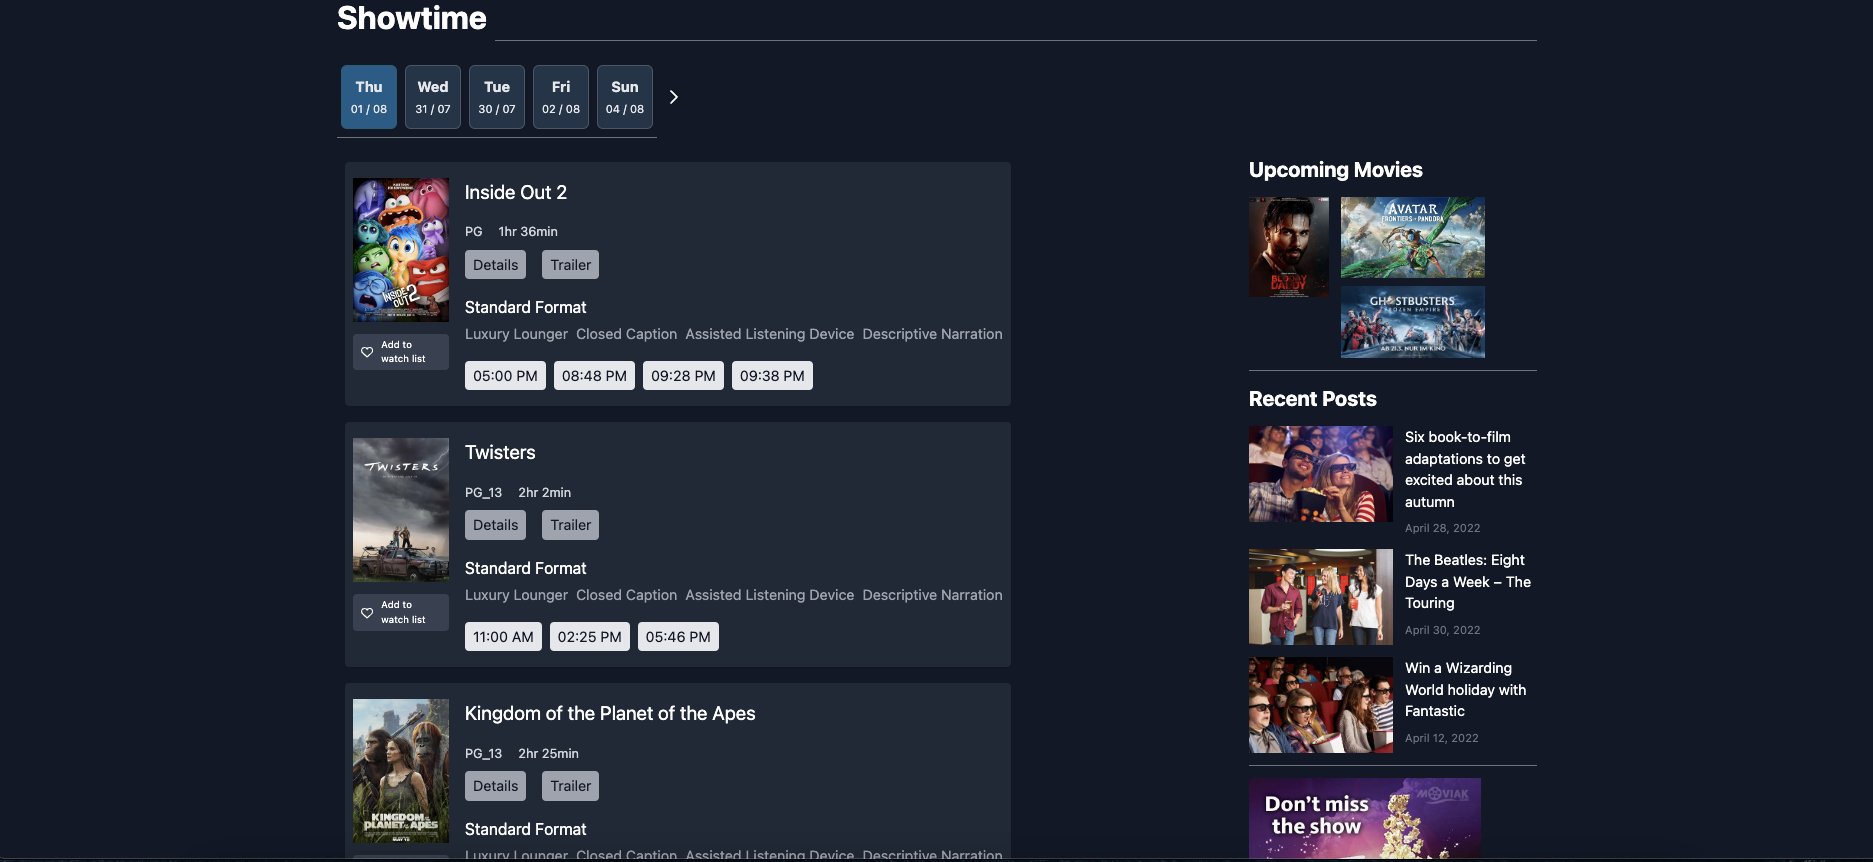 Showtime
Thu
01 / 08
Wed
31 / 07
Tue
30 / 07
Fri
02 / 08
Sun
04 / 08
Inside Out 2
PG 1hr 36min
Details Trailer
Standard Format
Luxury Lounger Closed Caption Assisted Listening Device Descriptive Narration
05:00 PM 08:48 PM 09:28 PM 09:38 PM
INSIDE OUT 2
Add to
watch list
Twisters
PG_13 2hr 2min
Details Trailer
Standard Format
Luxury Lounger Closed Caption Assisted Listening Device Descriptive Narration
11:00 AM 02:25 PM 05:46 PM
TWISTERS
Add to
watch list
Kingdom of the Planet of the Apes
PG_13 2hr 25min
Details Trailer
Standard Format
Luxury Lounger Closed Caption Assisted Listening Device Descriptive Narration
KINGDOM OF THE
PLANET OF THE APES
Upcoming Movies
BLOODY
DADDY
AVATAR
FRONTIERS OF PANDORA
GHOSTBUSTERS
FROZEN EMPIRE
AB 21.3. NUR IM KINO
Recent Posts
Six book-to-film
adaptations to get
excited about this
autumn
April 28, 2022
The Beatles: Eight
Days a Week – The
Touring
April 30, 2022
Win a Wizarding
World holiday with
Fantastic
April 12, 2022
MOVIAK
Don't miss
the show